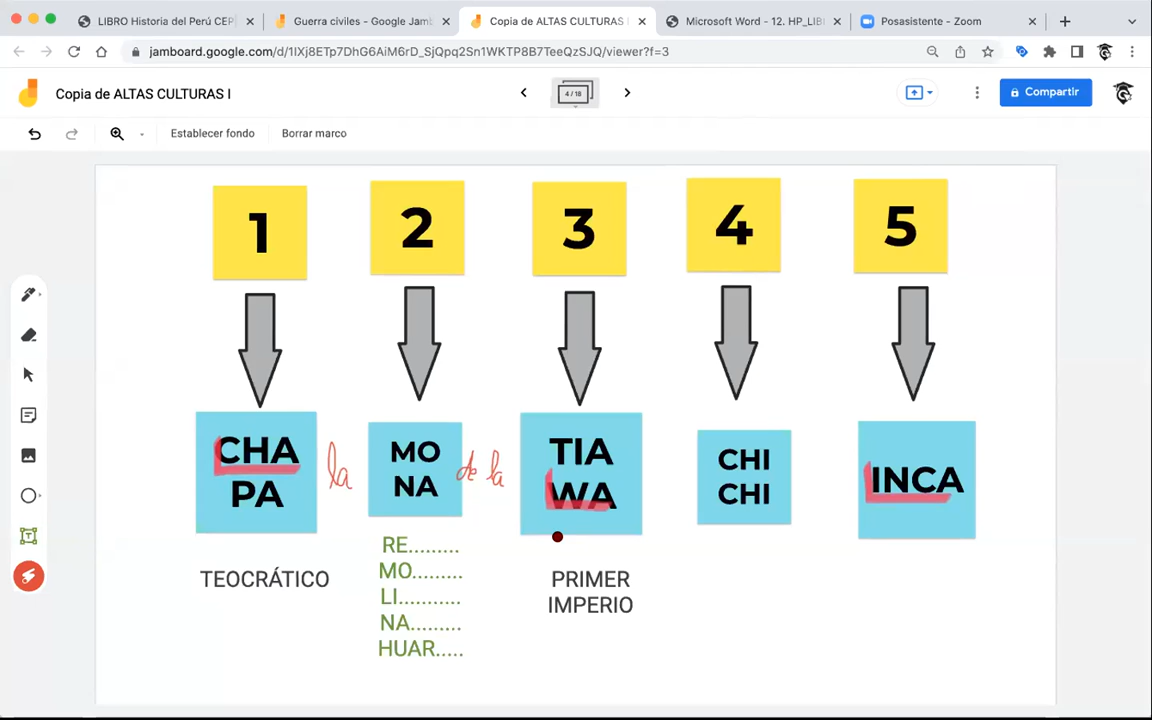 LIBRO Historia del Perú CEP
Guerra civiles - Google Jam
Copia de ALTAS CULTURAS I
Microsoft Word - 12. HP_LIB
Posasistente - Zoom
jamboard.google.com/d/1IXj8ETp7DhG6AiM6rD_SjQpq2Sn1WKTP8B7TeeQzSJQ/viewer?f=3
Copia de ALTAS CULTURAS I
4 / 18
Compartir
Establecer fondo
Borrar marco
1
2
3
4
5
CHA
PA
la
MO
NA
de la
TIA
WA
CHI
CHI
INCA
TEOCRÁTICO
RE.........
MO.........
LI...........
NA.........
HUAR.....
PRIMER
IMPERIO